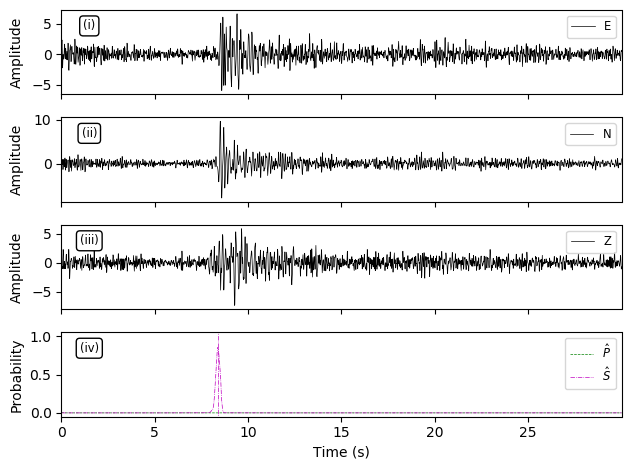 Amplitude
5
0
−5
(i)
E
Amplitude
10
0
(ii)
N
Amplitude
5
0
−5
(iii)
Z
Probability
1.0
0.5
0.0
(iv)
P̂
Ŝ
0 5 10 15 20 25
Time (s)